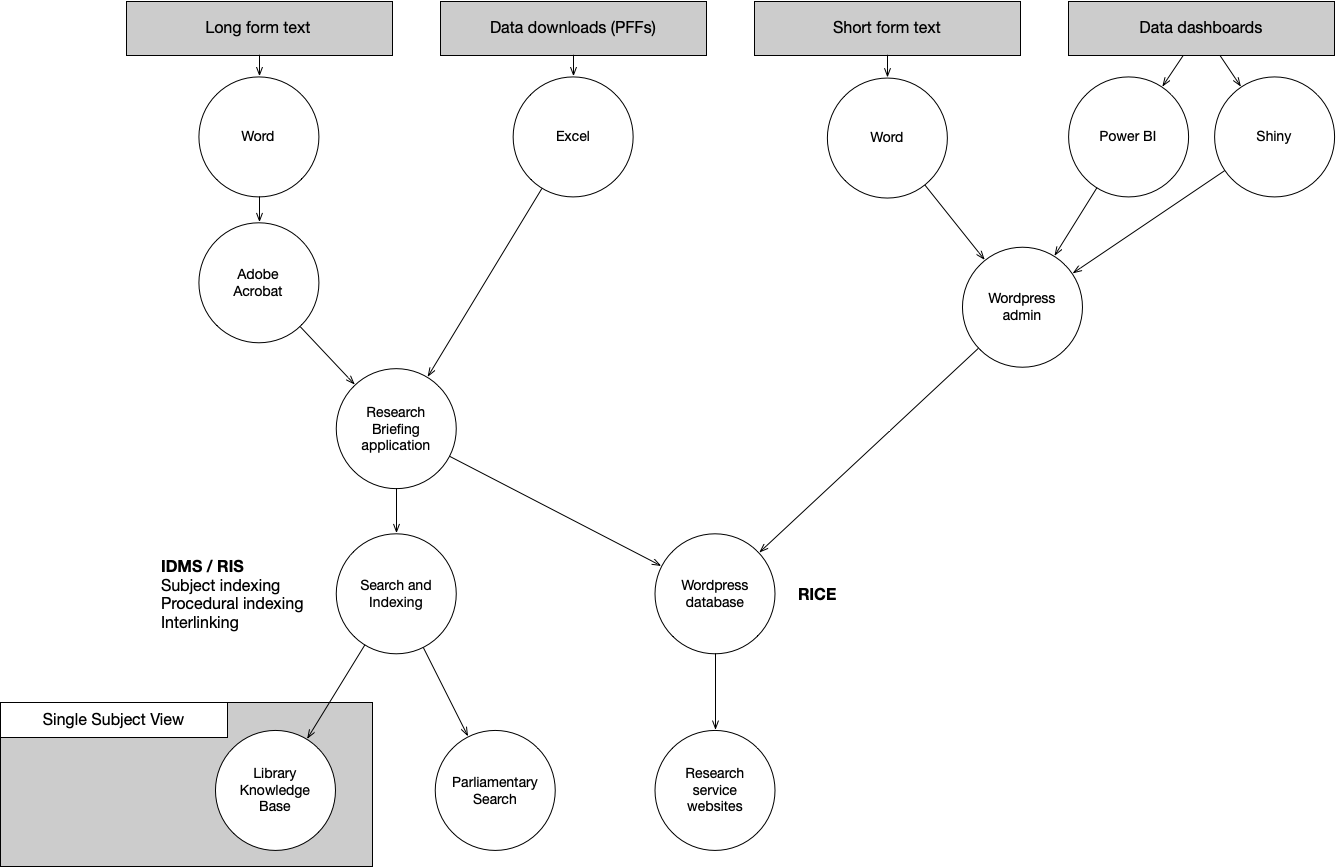 Long form text
Data downloads (PFFs)
Short form text
Data dashboards
Word
Excel
Word
Power BI
Shiny
Adobe
Acrobat
Wordpress
admin
Research
Briefing
application
IDMS / RIS
Subject indexing
Procedural indexing
Interlinking
Search and
Indexing
Wordpress
database
RICE
Single Subject View
Library
Knowledge
Base
Parliamentary
Search
Research
service
websites